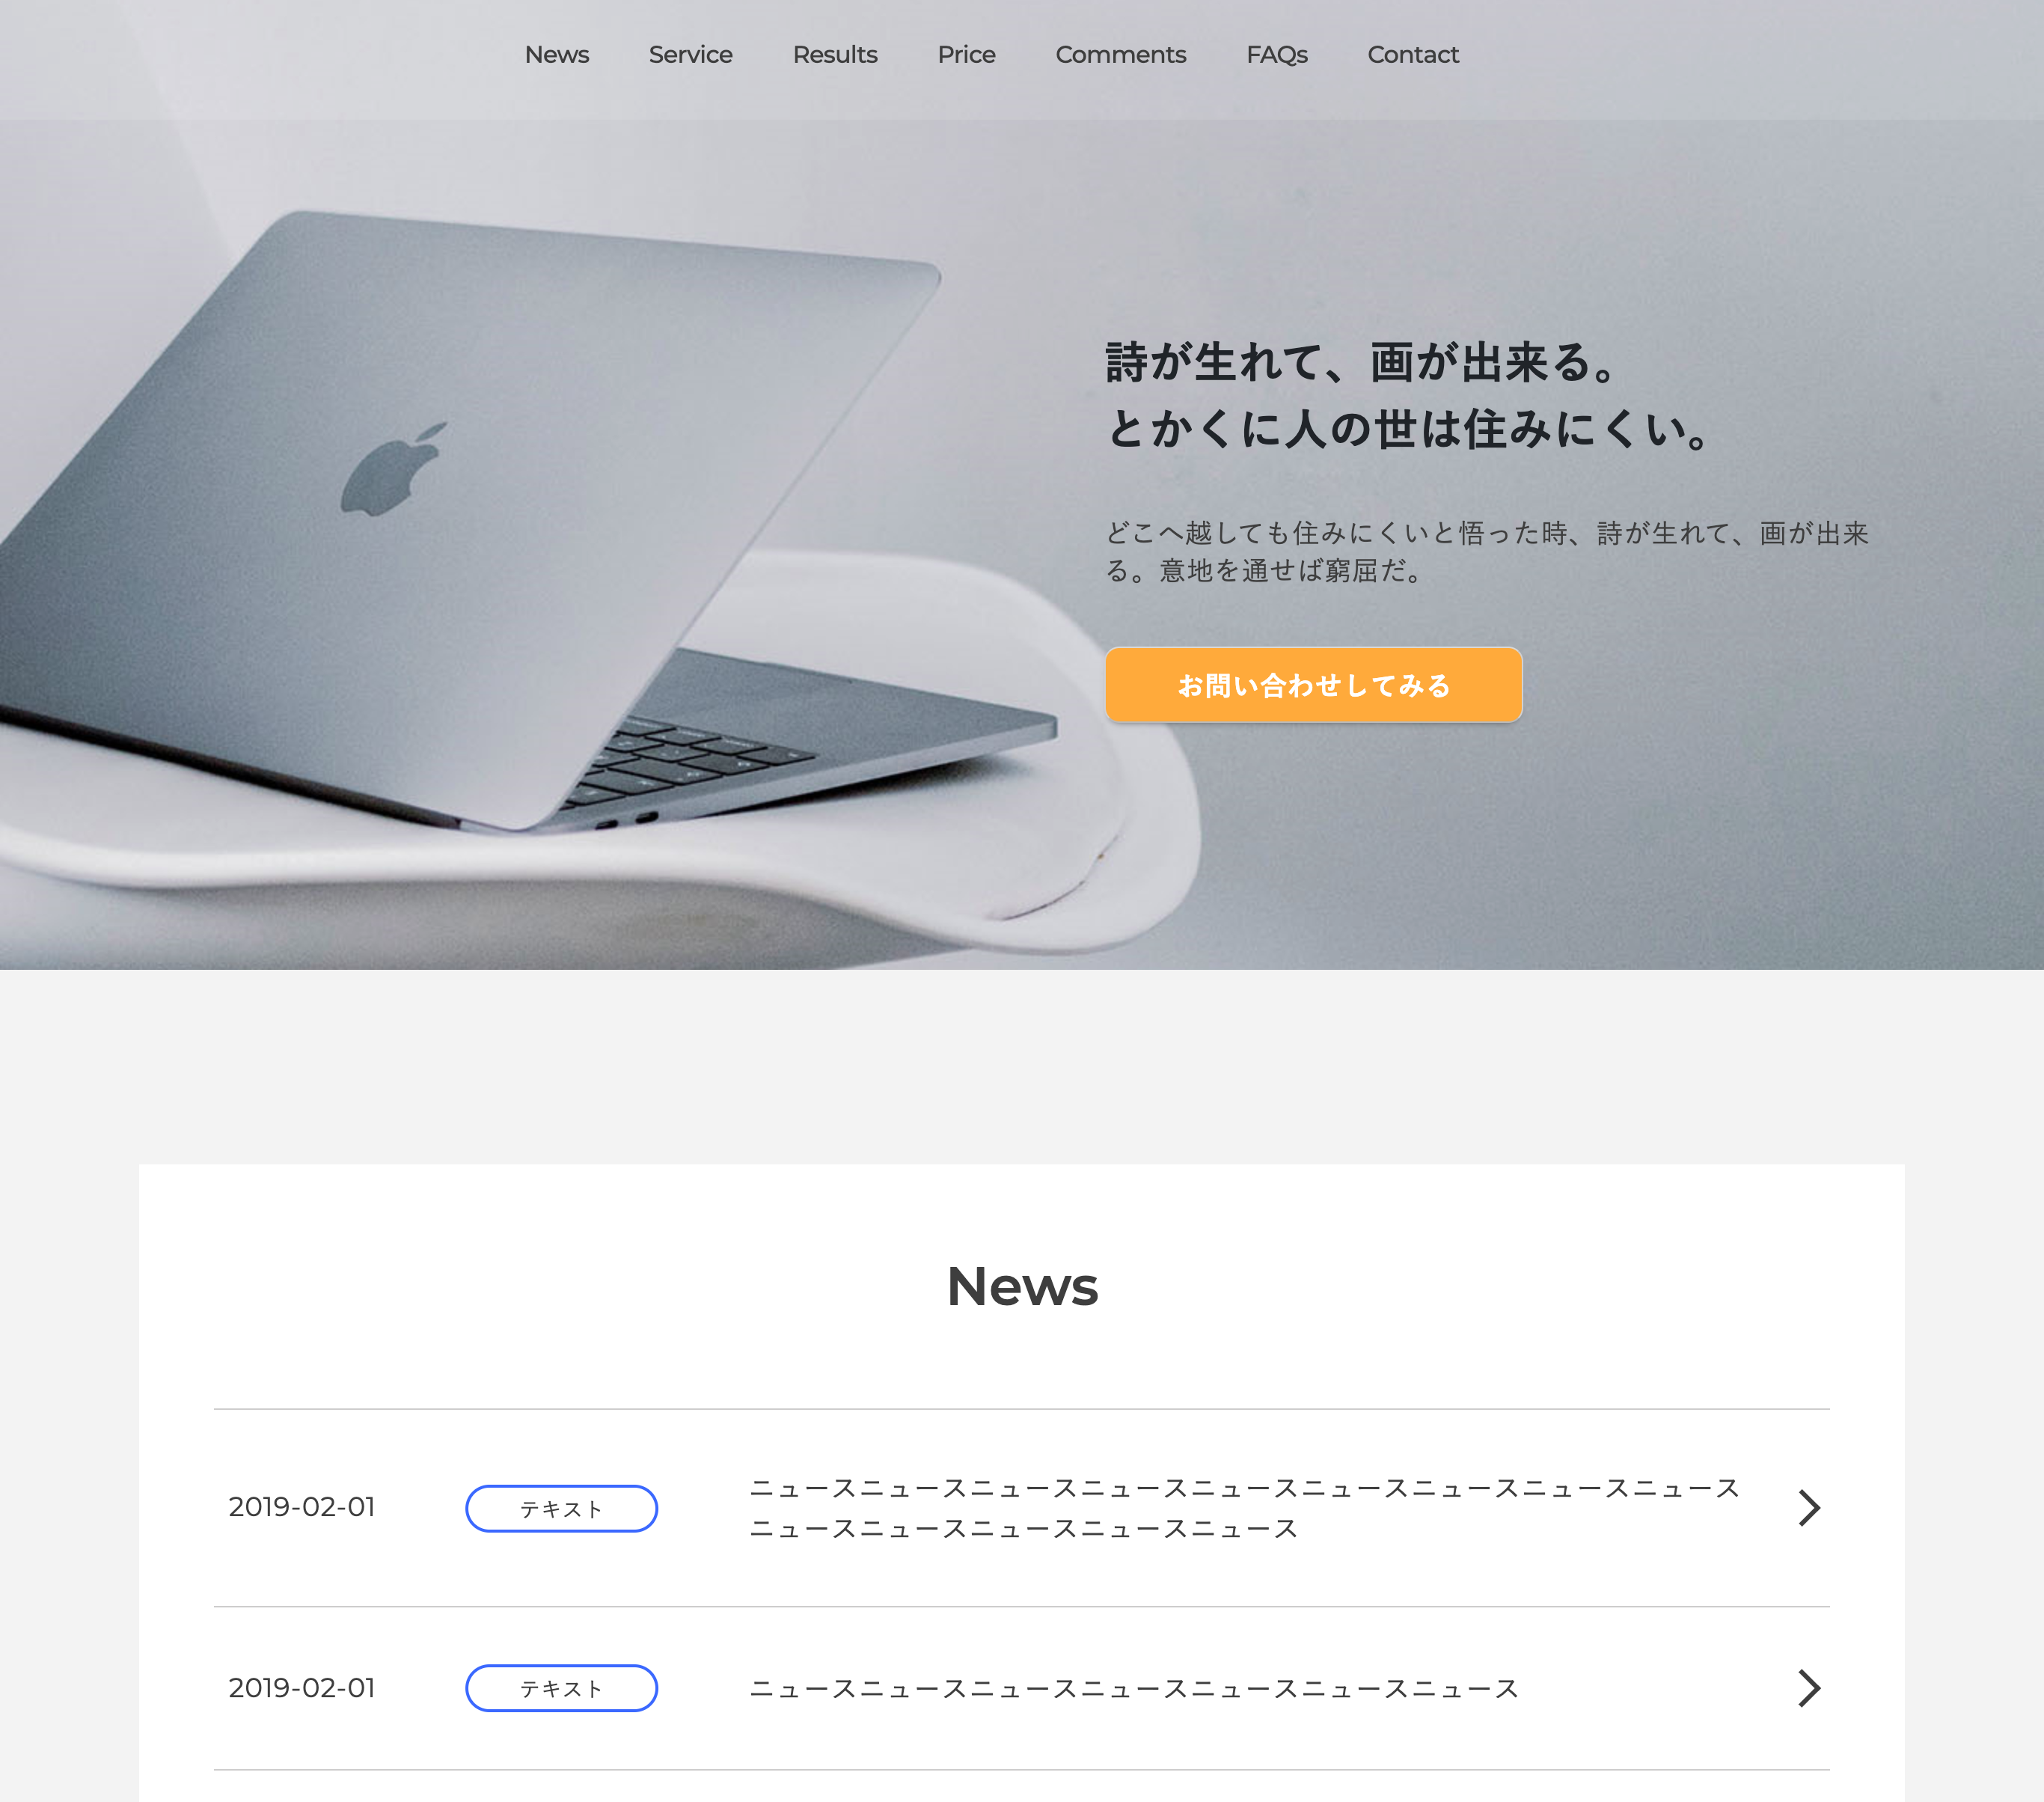 News Service Results Price Comments FAQs Contact
詩が生れて、画が出来る。
とかくに人の世は住みにくい。
どこへ越しても住みにくいと悟った時、詩が生れて、画が出来
る。意地を通せば窮屈だ。
お問い合わせしてみる
News
2019-02-01 テキスト ニュースニュースニュースニュースニュースニュースニュースニュースニュース
ニュースニュースニュースニュースニュース
2019-02-01 テキスト ニュースニュースニュースニュースニュースニュースニュース